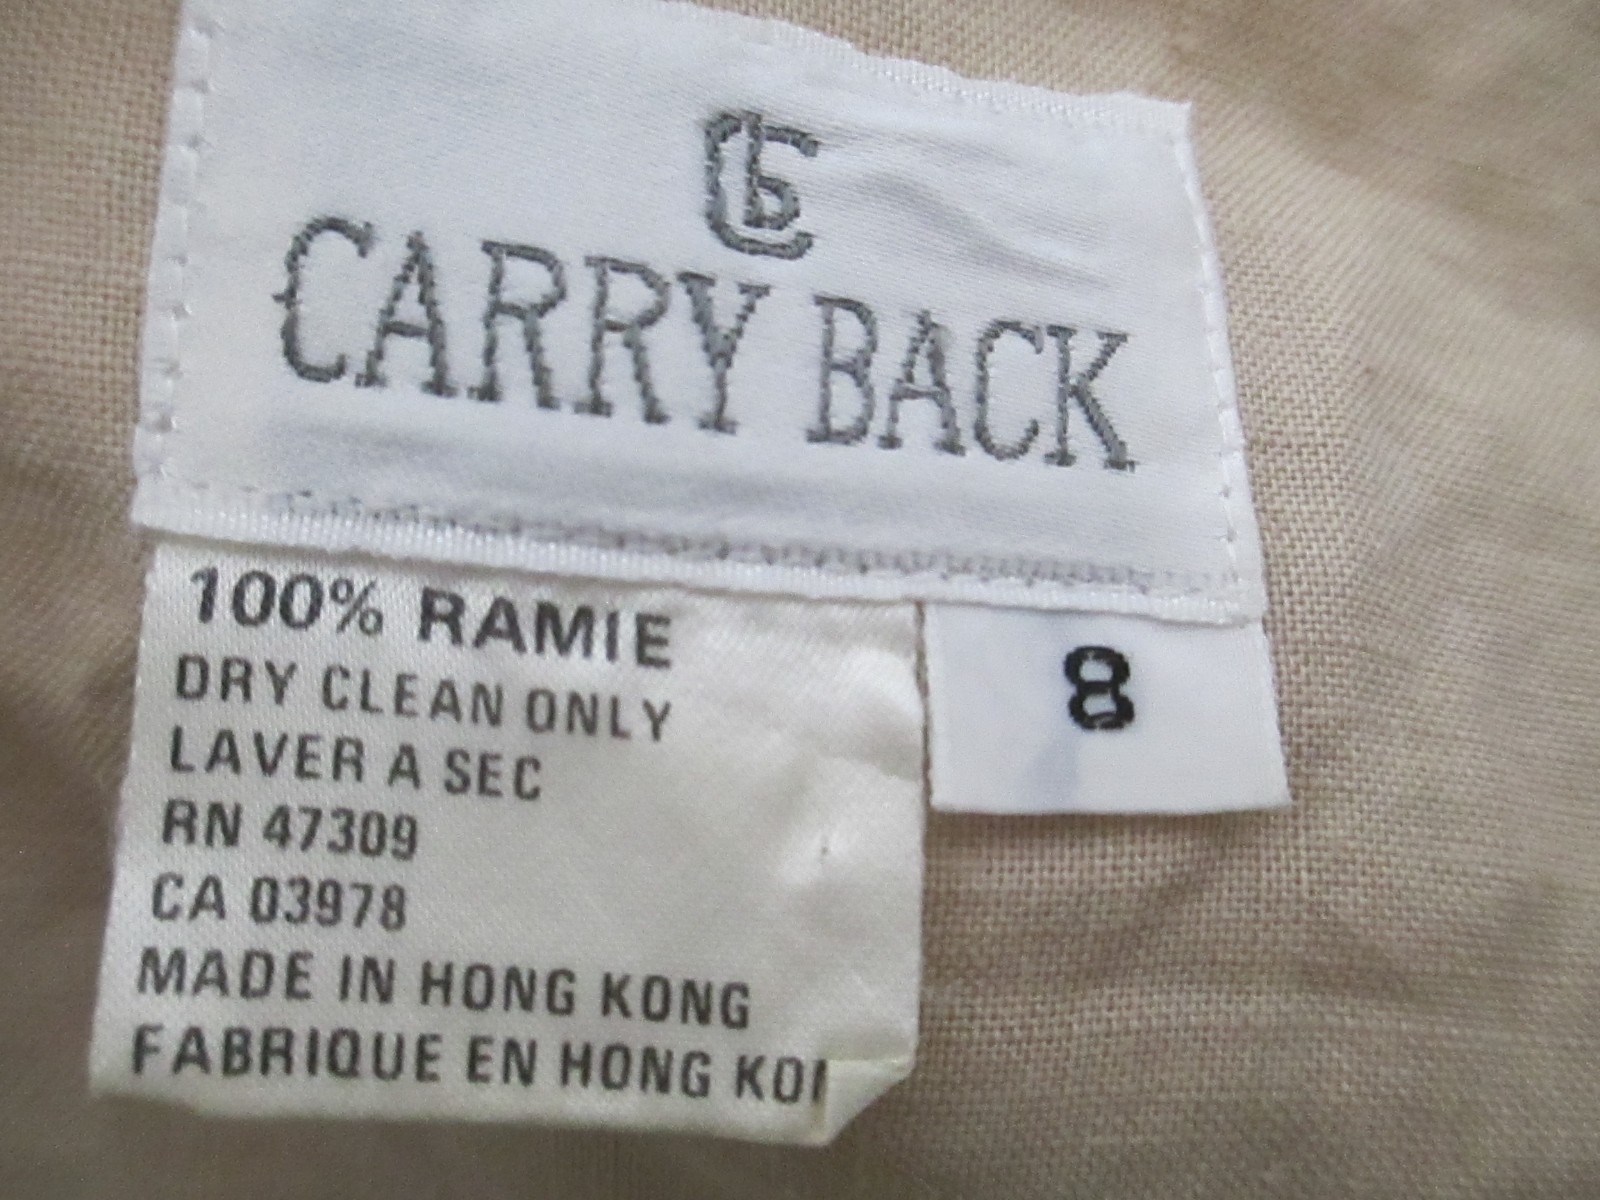 CARRY BACK
100% RAMIE
8
DRY CLEAN ONLY
LAVER A SEC
RN 47309
CA 03978
MADE IN HONG KONG
FABRIQUE EN HONG